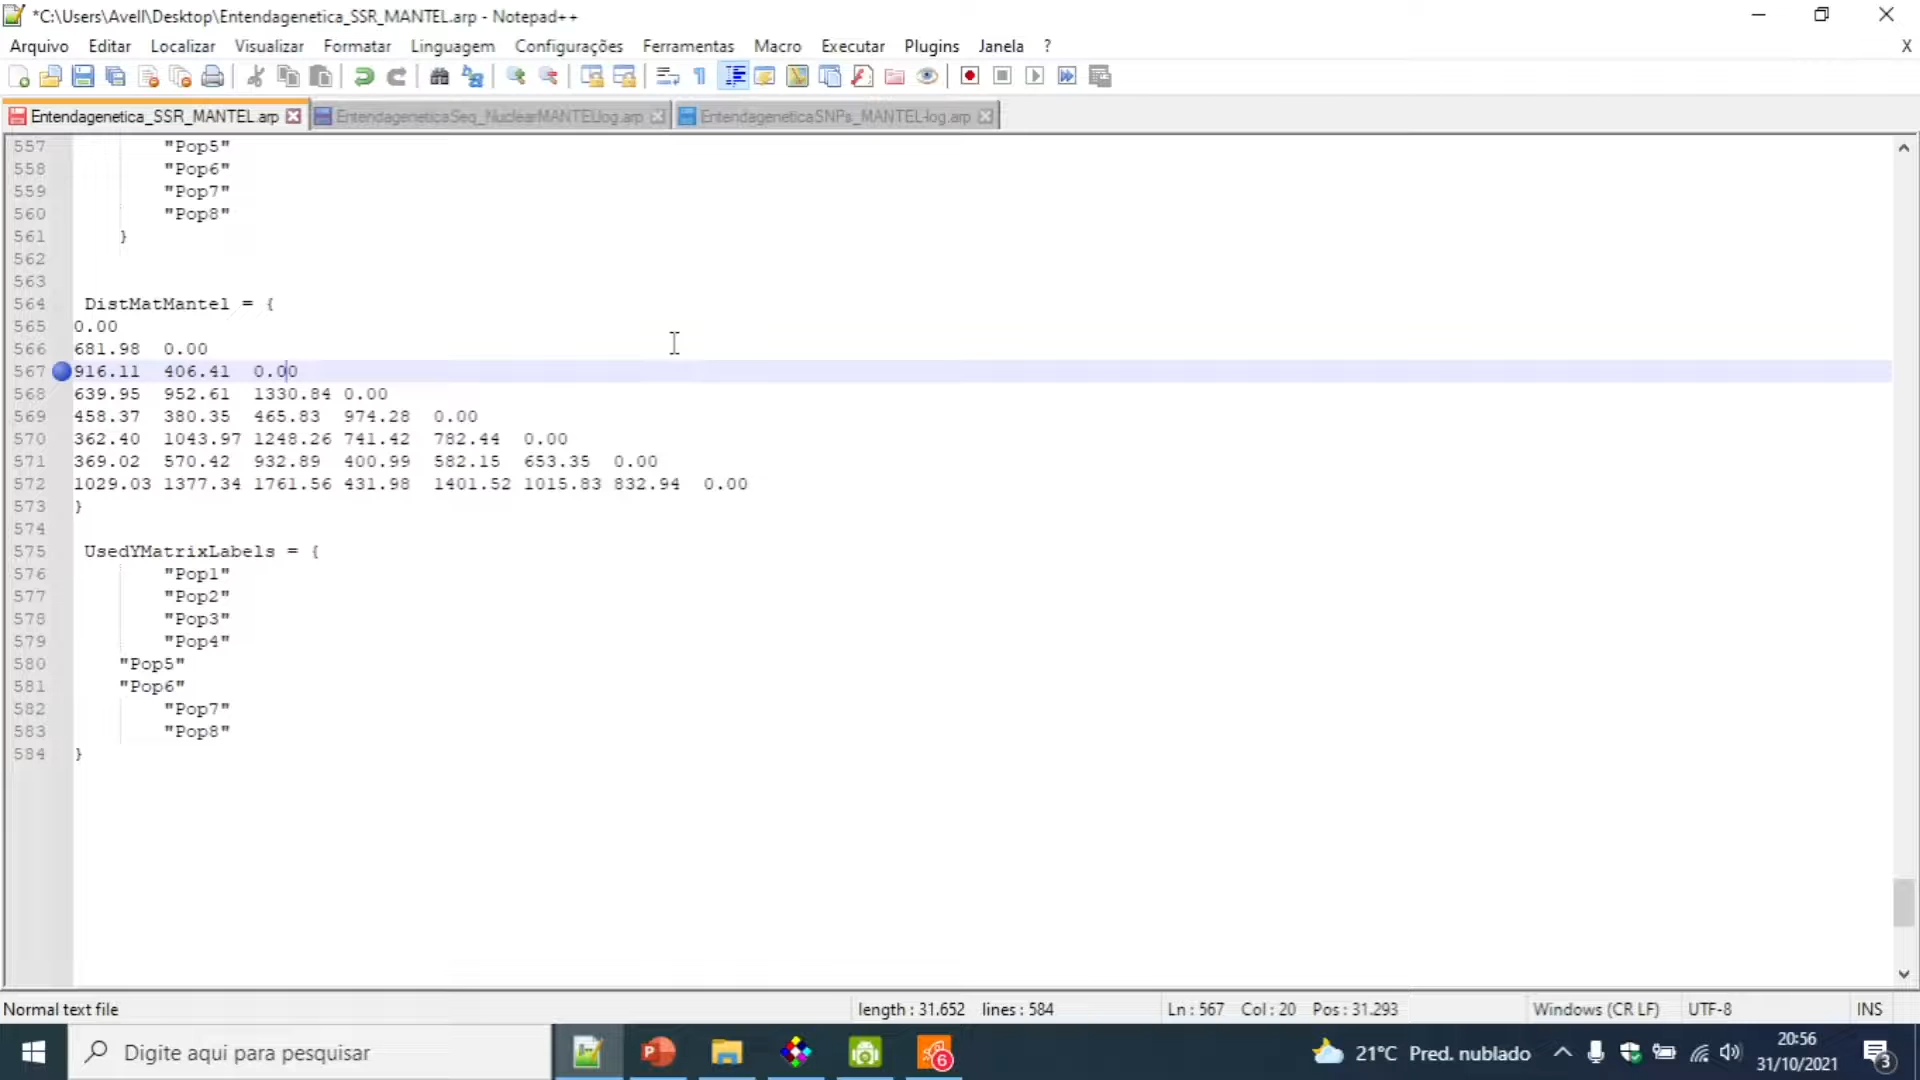 *C:\Users\Avell\Desktop\Entendagenetica_SSR_MANTEL.arp - Notepad++
Arquivo Editar Localizar Visualizar Formatar Linguagem Configurações Ferramentas Macro Executar Plugins Janela ? X
Entendagenetica_SSR_MANTEL.arp EntendageneticaSeq_NuclearMANTELlog.arp EntendageneticaSNPs_MANTEL-log.arp
557 "Pop5"
558 "Pop6"
559 "Pop7"
560 "Pop8"
561 }
562
563
564 DistMatMantel = {
565 0.00
566 681.98 0.00
567 916.11 406.41 0.00
568 639.95 952.61 1330.84 0.00
569 458.37 380.35 465.83 974.28 0.00
570 362.40 1043.97 1248.26 741.42 782.44 0.00
571 369.02 570.42 932.89 400.99 582.15 653.35 0.00
572 1029.03 1377.34 1761.56 431.98 1401.52 1015.83 832.94 0.00
573 }
574
575 UsedYMatrixLabels = {
576 "Pop1"
577 "Pop2"
578 "Pop3"
579 "Pop4"
580 "Pop5"
581 "Pop6"
582 "Pop7"
583 "Pop8"
584 }
Normal text file length : 31.652 lines : 584 Ln : 567 Col : 20 Pos : 31.293 Windows (CR LF) UTF-8 INS
Digite aqui para pesquisar 6 21°C Pred. nublado 20:56
31/10/2021 3